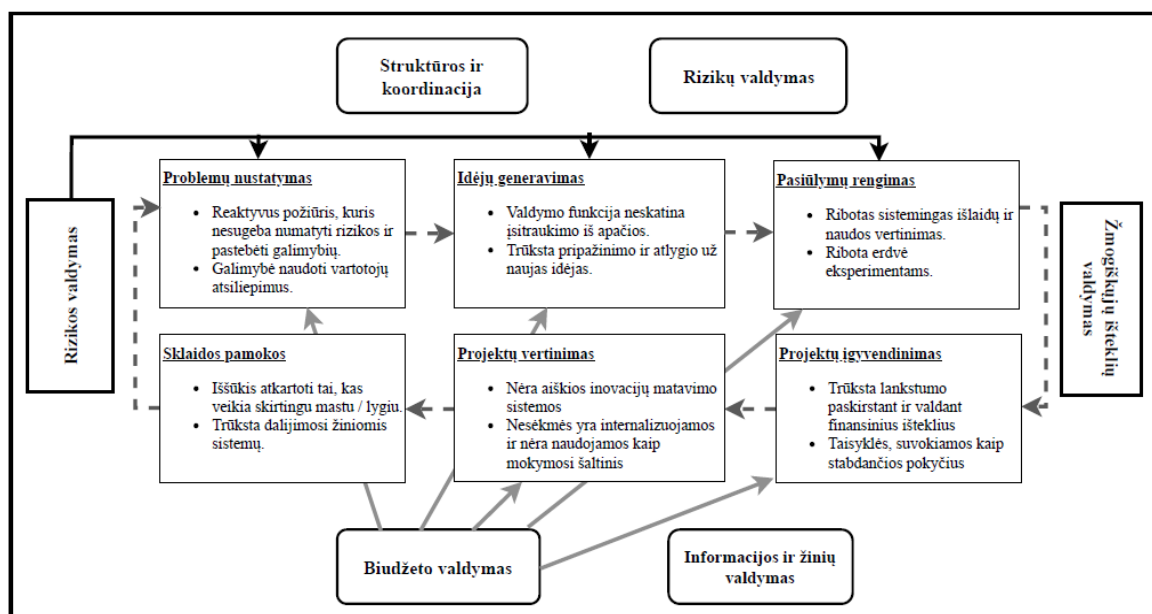 Struktūros ir
koordinacija
Rizikų valdymas
Rizikos valdymas
Problemų nustatymas
Reaktyvus požiūris, kuris
nesugeba numatyti rizikos ir
pastebėti galimybių.
Galimybė naudoti vartotojų
atsiliepimus.
Idėjų generavimas
Valdymo funkcija neskatina
įsitraukimo iš apačios.
Trūksta pripažinimo ir atlygio už
naujas idėjas.
Pasiūlymų rengimas
Ribotas sistemingas išlaidų ir
naudos vertinimas.
Ribota erdvė
eksperimentams.
Žmogiškųjų išteklių
valdymas
Sklaidos pamokos
Iššūkis atkartoti tai, kas
veikia skirtingu mastu / lygiu.
Trūksta dalijimosi žiniomis
sistemų.
Projektų vertinimas
Nėra aiškios inovacijų matavimo
sistemos
Nesėkmės yra internalizuojamos
ir nėra naudojamos kaip
mokymosi šaltinis
Projektų įgyvendinimas
Trūksta lankstumo
paskirstant ir valdant
finansinius išteklius
Taisyklės, suvokiamos kaip
stabdančios pokyčius
Biudžeto valdymas
Informacijos ir žinių
valdymas